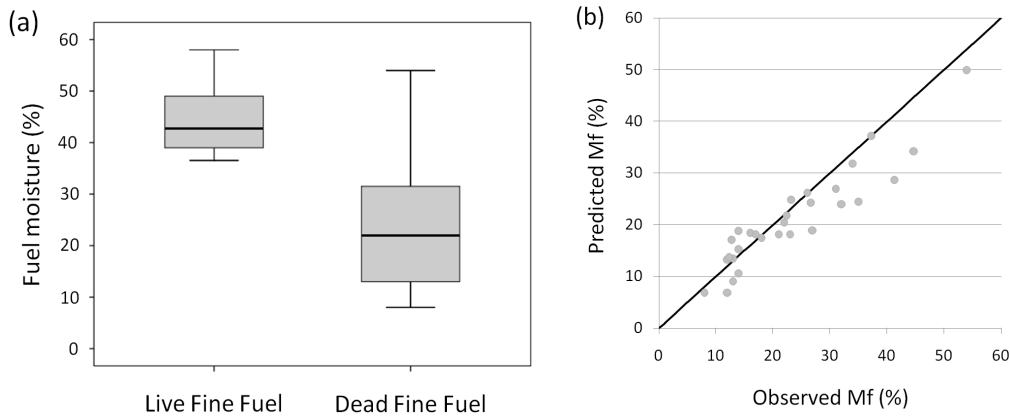 (a)
Fuel moisture (%)
60
50
40
30
20
10
0
Live Fine Fuel
Dead Fine Fuel
(b)
Predicted Mf (%)
60
50
40
30
20
10
0
0 10 20 30 40 50 60
Observed Mf (%)